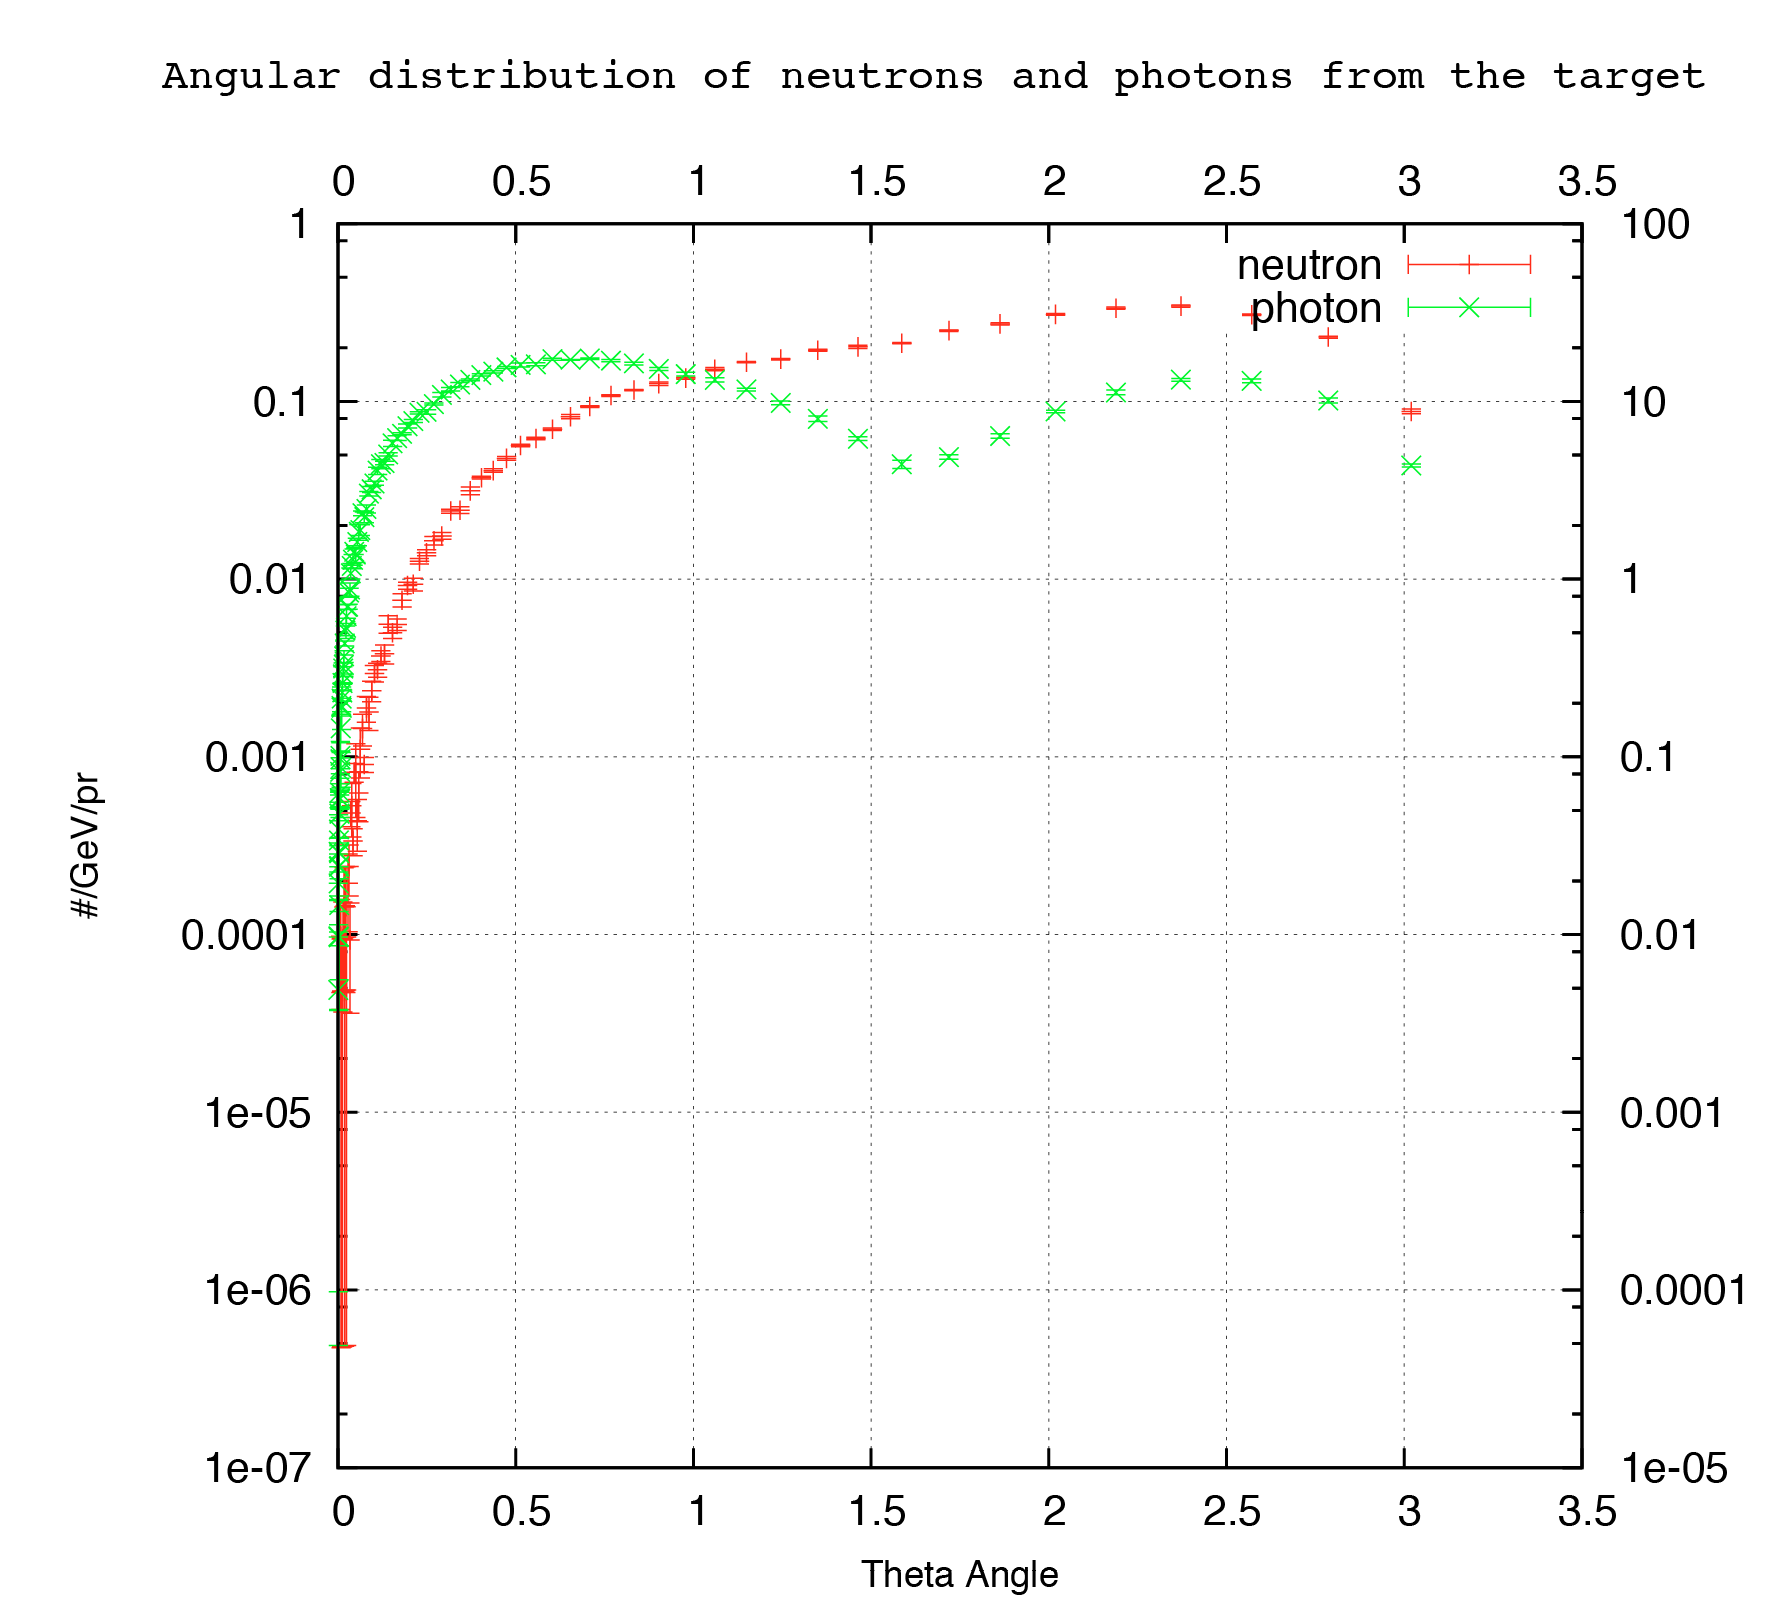 Angular distribution of neutrons and photons from the target
0 0.5 1 1.5 2 2.5 3 3.5
1 100
neutron
photon
0.1 10
0.01 1
0.001 0.1
#/GeV/pr
0.0001 0.01
1e-05 0.001
1e-06 0.0001
1e-07 1e-05
0 0.5 1 1.5 2 2.5 3 3.5
Theta Angle